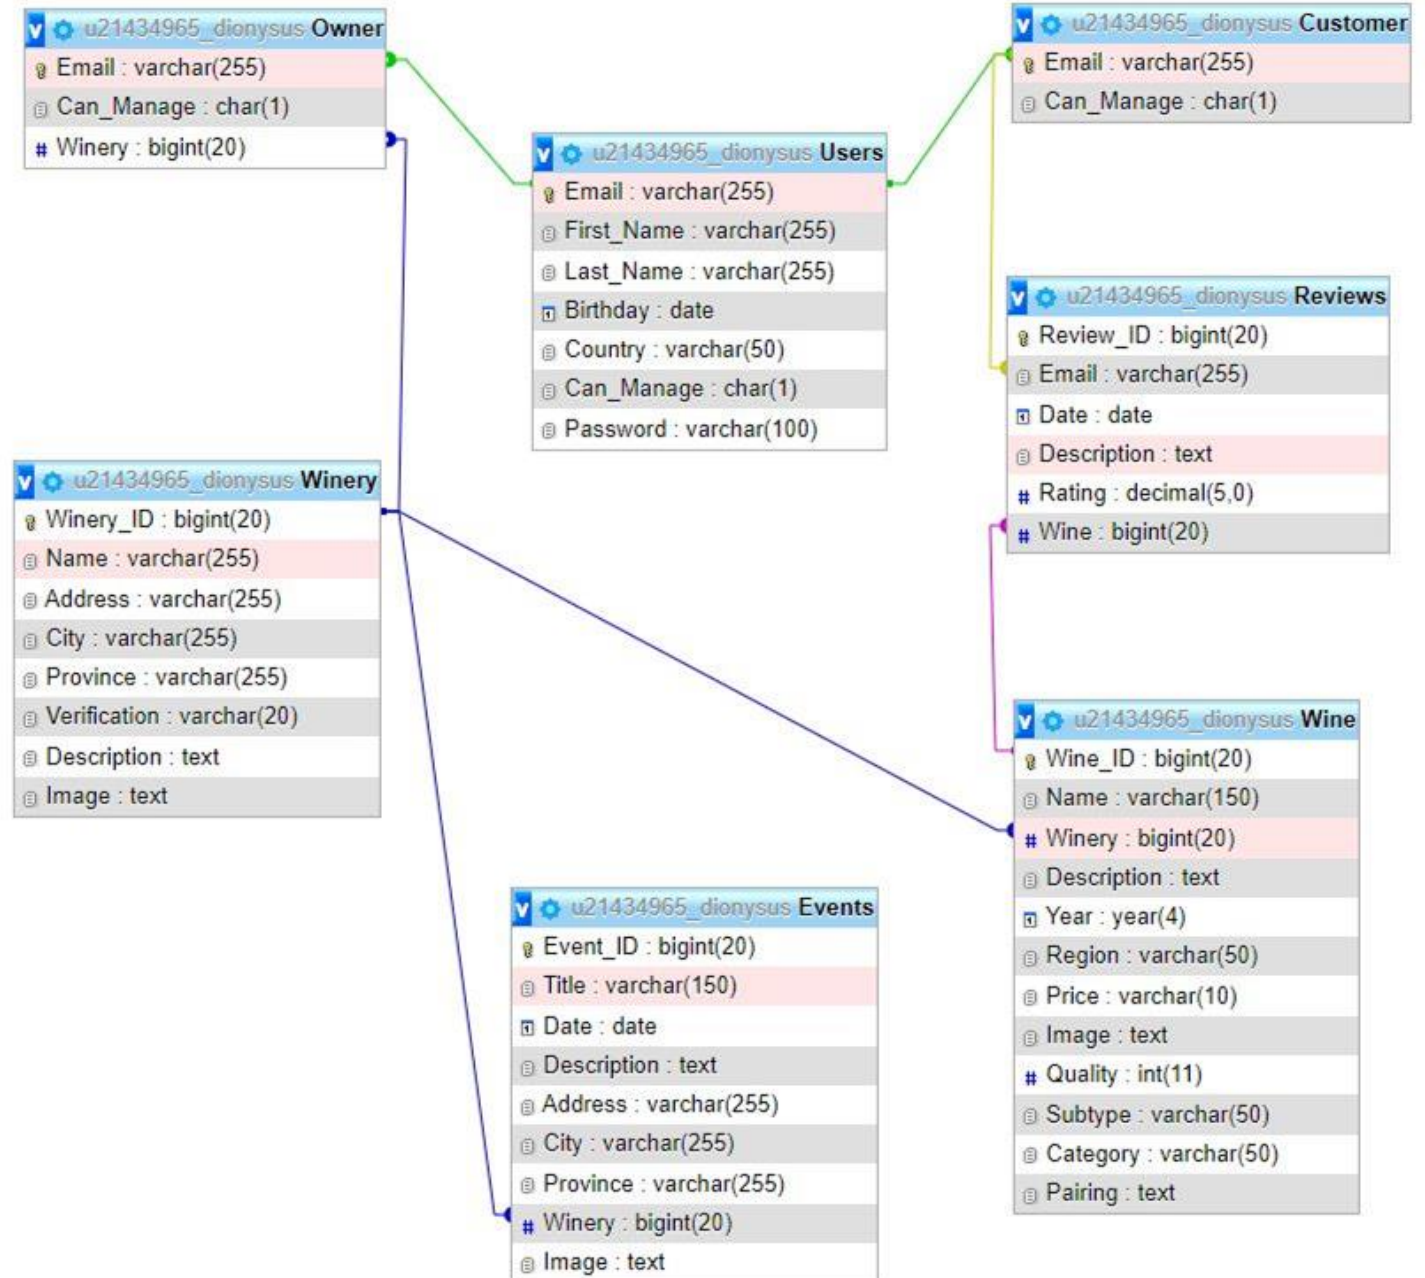 u21434965_dionysus Owner
Email : varchar(255)
Can_Manage : char(1)
# Winery : bigint(20)
u21434965_dionysus Customer
Email : varchar(255)
Can_Manage : char(1)
u21434965_dionysus Users
Email : varchar(255)
First_Name : varchar(255)
Last_Name : varchar(255)
Birthday : date
Country : varchar(50)
Can_Manage : char(1)
Password : varchar(100)
u21434965_dionysus Reviews
Review_ID : bigint(20)
Email : varchar(255)
Date : date
Description : text
# Rating : decimal(5,0)
# Wine : bigint(20)
u21434965_dionysus Winery
Winery_ID : bigint(20)
Name : varchar(255)
Address : varchar(255)
City : varchar(255)
Province : varchar(255)
Verification : varchar(20)
Description : text
Image : text
u21434965_dionysus Wine
Wine_ID : bigint(20)
Name : varchar(150)
# Winery : bigint(20)
Description : text
Year : year(4)
Region : varchar(50)
Price : varchar(10)
Image : text
# Quality : int(11)
Subtype : varchar(50)
Category : varchar(50)
Pairing : text
u21434965_dionysus Events
Event_ID : bigint(20)
Title : varchar(150)
Date : date
Description : text
Address : varchar(255)
City : varchar(255)
Province : varchar(255)
# Winery : bigint(20)
Image : text